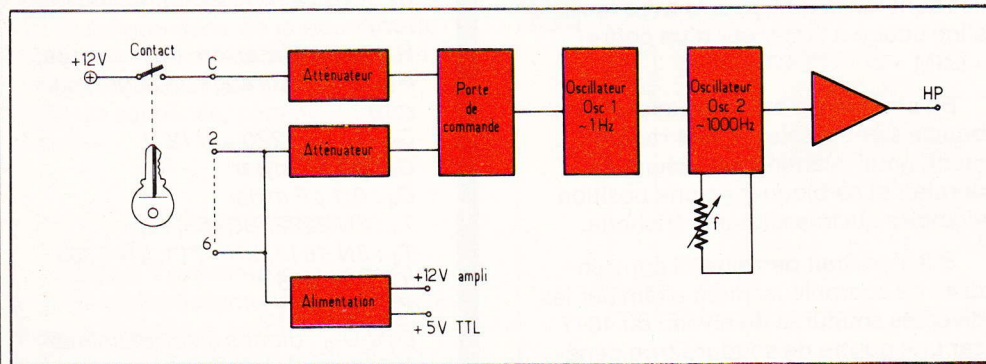 Contact
+12V
C
Atténuateur
2
Atténuateur
6
Porte
de
commande
Oscillateur
Osc 1
~1Hz
Oscillateur
Osc 2
~1000Hz
f
HP
Alimentation
+12V ampli
+5V TTL